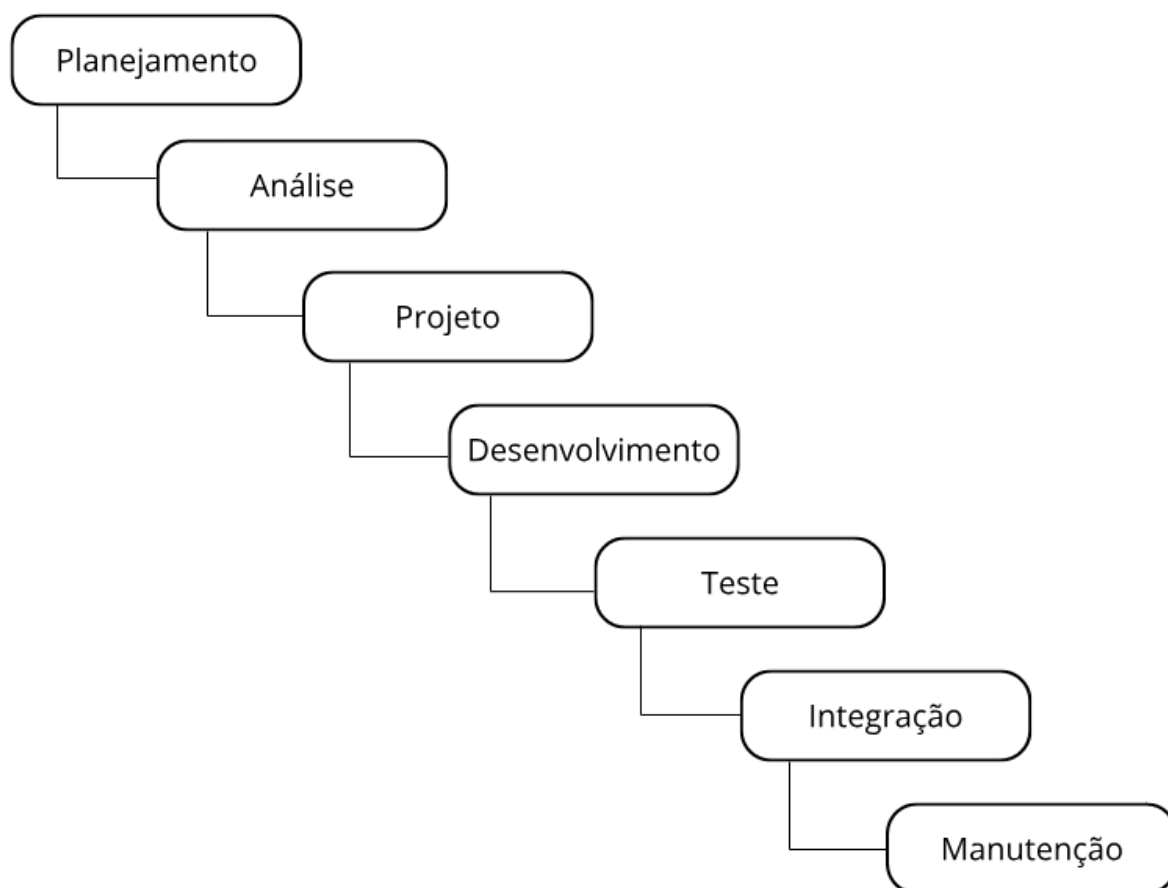 Planejamento
Análise
Projeto
Desenvolvimento
Teste
Integração
Manutenção